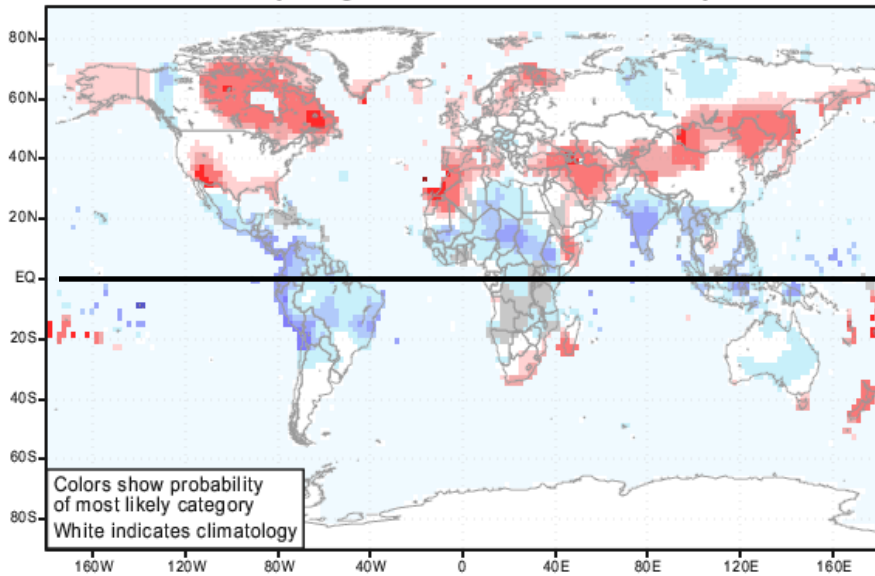 80N
60N
40N
20N
EQ
20S
40S
60S
80S
Colors show probability
of most likely category
White indicates climatology
160W 120W 80W 40W 0 40E 80E 120E 160E